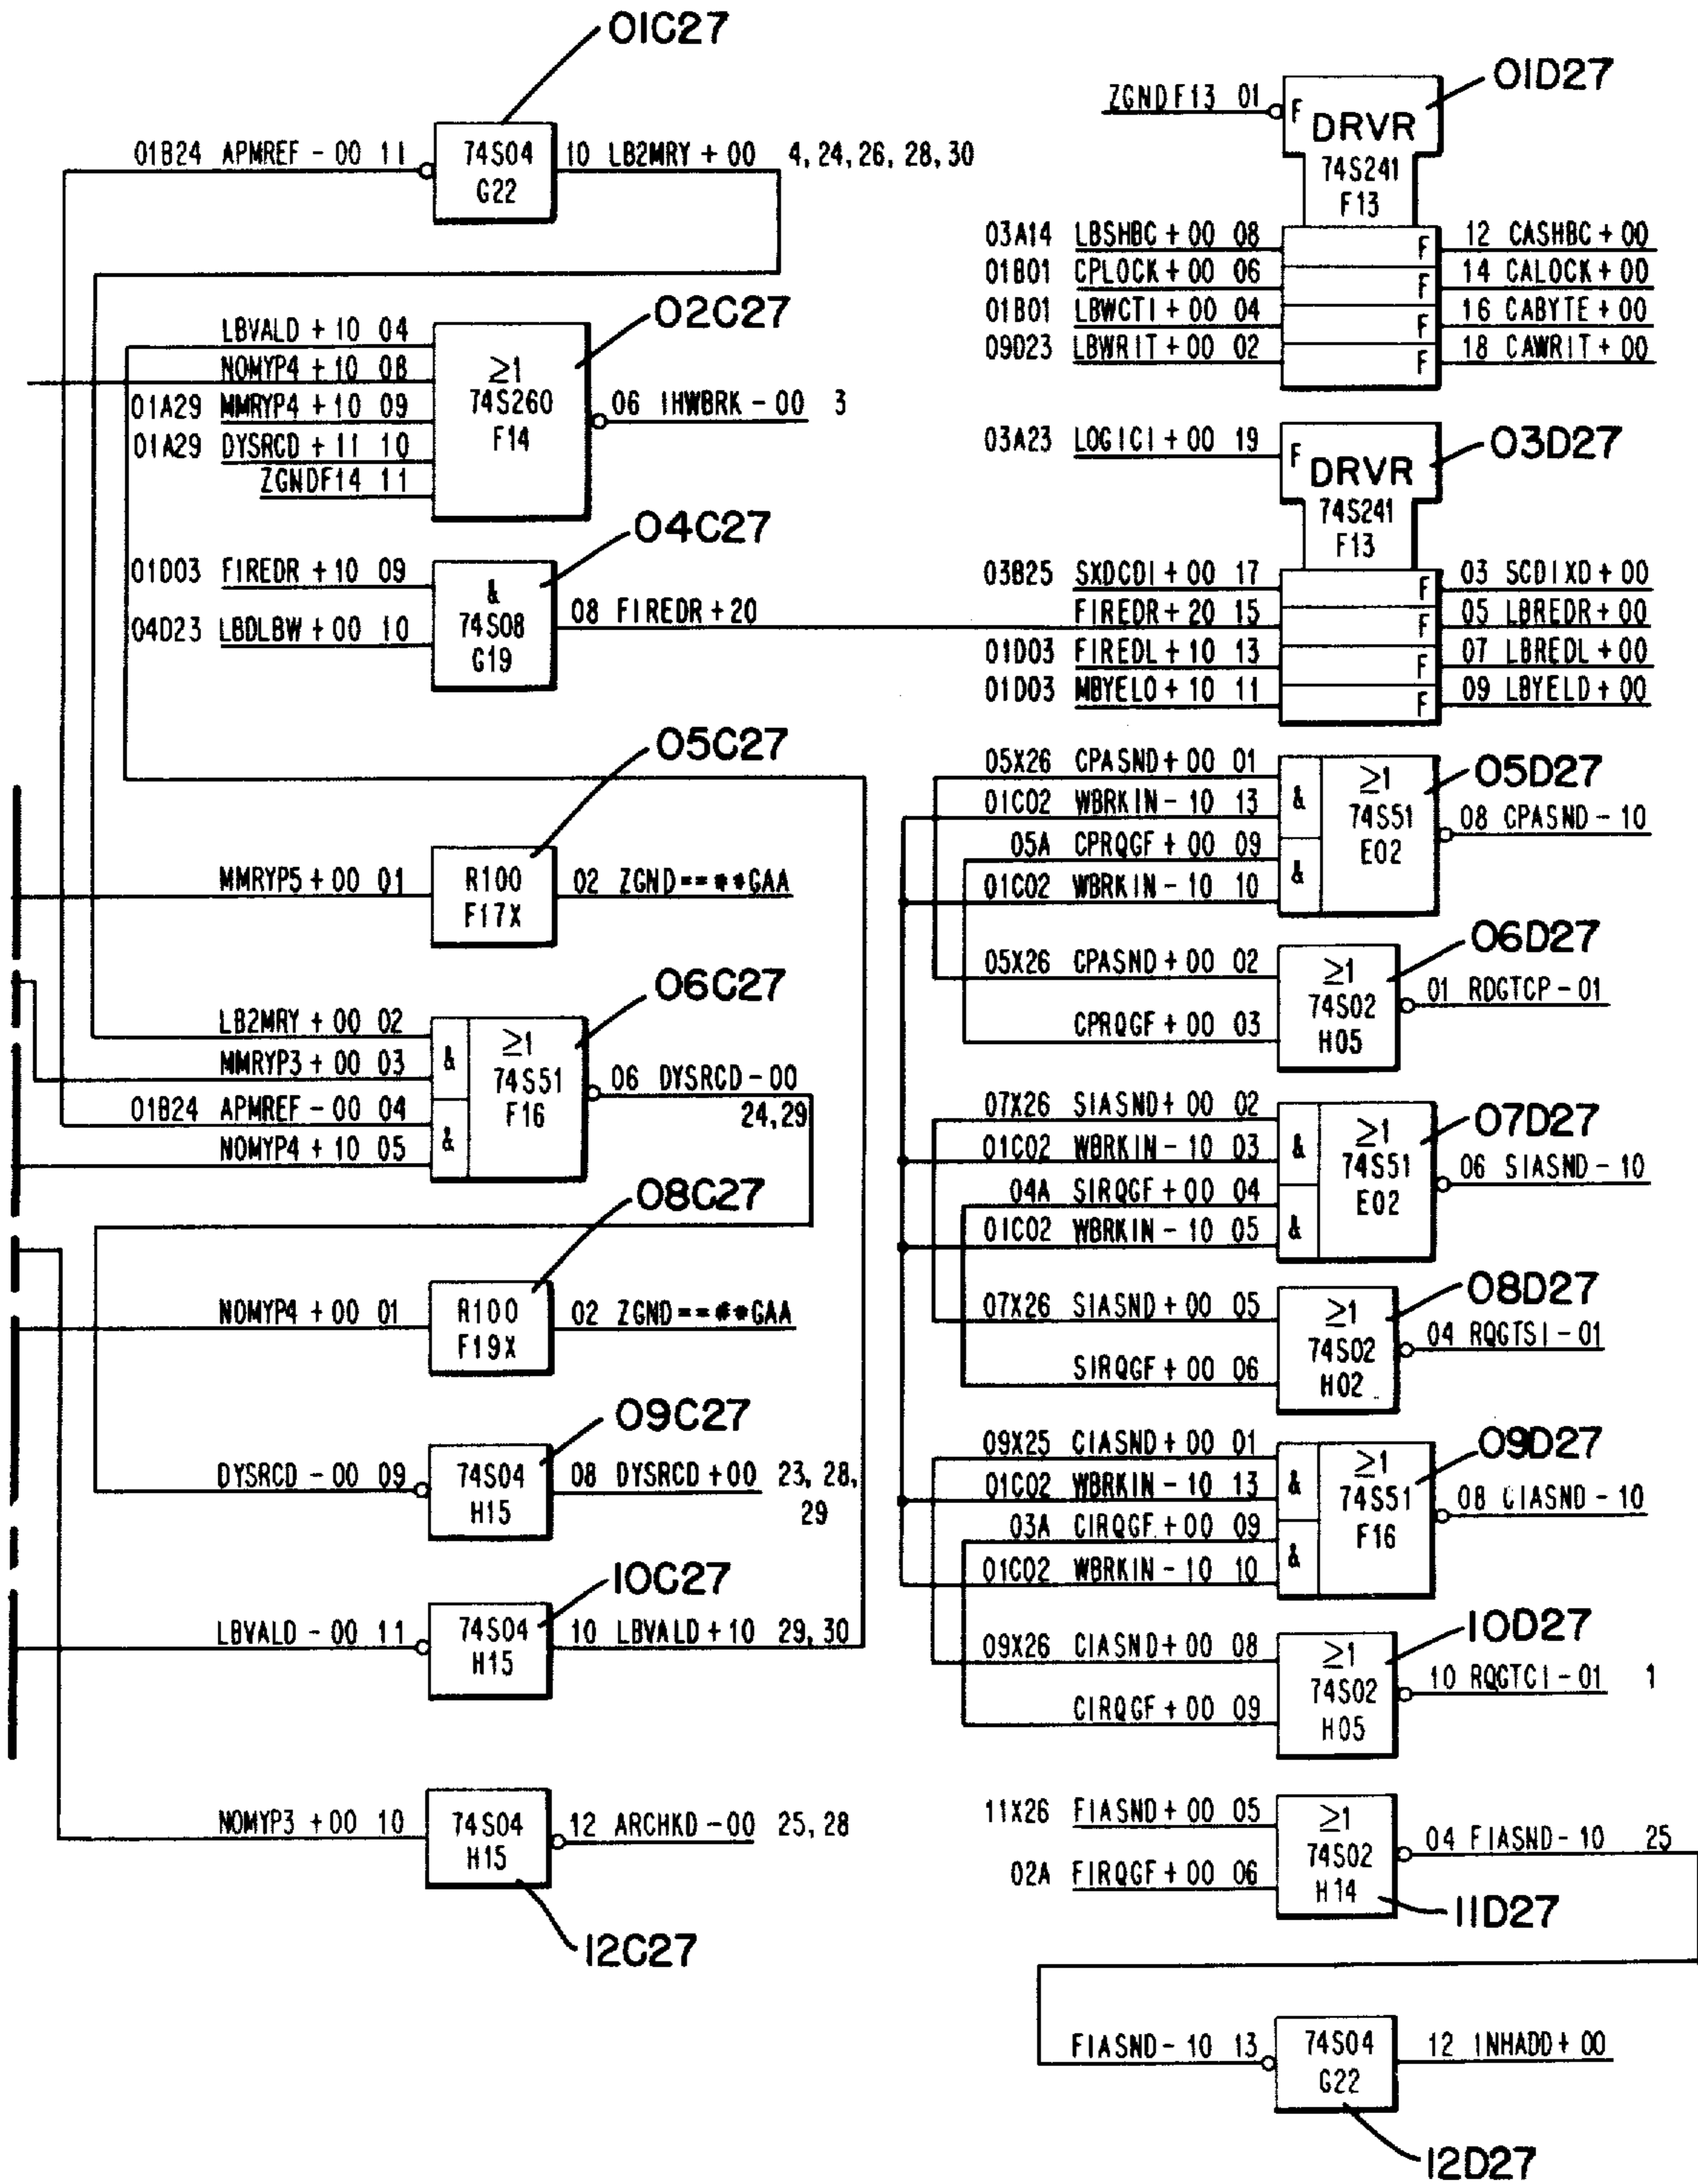 01C27
01B24 APMREF - 00 11
74S04
G22
10 LB2MRY + 00 4, 24, 26, 28, 30
02C27
LBVALD + 10 04
NOMYP4 + 10 08
01A29 MMRYP4 + 10 09
01A29 DYSRCD + 11 10
ZGNDF14 11
≥1
74S260
F14
06 IHWBRK - 00 3
04C27
01D03 FIREDR + 10 09
04D23 LBDLBW + 00 10
&
74S08
G19
08 FIREDR + 20
05C27
MMRYP5 + 00 01
R100
F17X
02 ZGND==**GAA
06C27
LB2MRY + 00 02
MMRYP3 + 00 03
01B24 APMREF - 00 04
NOMYP4 + 10 05
&
&
≥1
74S51
F16
06 DYSRCD - 00
24, 29
08C27
NOMYP4 + 00 01
R100
F19X
02 ZGND==**GAA
09C27
DYSRCD - 00 09
74S04
H15
08 DYSRCD + 00 23, 28,
29
10C27
LBVALD - 00 11
74S04
H15
10 LBVALD + 10 29, 30
NOMYP3 + 00 10
74S04
H15
12 ARCHKD - 00 25, 28
12C27
01D27
ZGNDF13 01
F
DRVR
74S241
F13
03A14 LBSHBC + 00 08 F 12 CASHBC + 00
01B01 CPLOCK + 00 06 F 14 CALOCK + 00
01B01 LBWCTI + 00 04 F 16 CABYTE + 00
09D23 LBWRIT + 00 02 F 18 CAWRIT + 00
03D27
03A23 LOGICI + 00 19
F
DRVR
74S241
F13
03B25 SXDCDI + 00 17 F 03 SCDIXD + 00
FIREDR + 20 15 F 05 LBREDR + 00
01D03 FIREDL + 10 13 F 07 LBREDL + 00
01D03 MBYELO + 10 11 F 09 LBYELD + 00
05D27
05X26 CPASND + 00 01
01C02 WBRKIN - 10 13
05A CPRQGF + 00 09
01C02 WBRKIN - 10 10
&
&
≥1
74S51
E02
08 CPASND - 10
06D27
05X26 CPASND + 00 02
CPRQGF + 00 03
≥1
74S02
H05
01 RDGTCP - 01
07D27
07X26 SIASND + 00 02
01C02 WBRKIN - 10 03
04A SIRQGF + 00 04
01C02 WBRKIN - 10 05
&
&
≥1
74S51
E02
06 SIASND - 10
08D27
07X26 SIASND + 00 05
SIRQGF + 00 06
≥1
74S02
H02
04 RQGTSI - 01
09D27
09X25 CIASND + 00 01
01C02 WBRKIN - 10 13
03A CIRQGF + 00 09
01C02 WBRKIN - 10 10
&
&
≥1
74S51
F16
08 CIASND - 10
10D27
09X26 CIASND + 00 08
CIRQGF + 00 09
≥1
74S02
H05
10 RQGTCI - 01 1
11X26 FIASND + 00 05
02A FIRQGF + 00 06
≥1
74S02
H14
04 FIASND - 10 25
11D27
FIASND - 10 13
74S04
G22
12 INHADD + 00
12D27